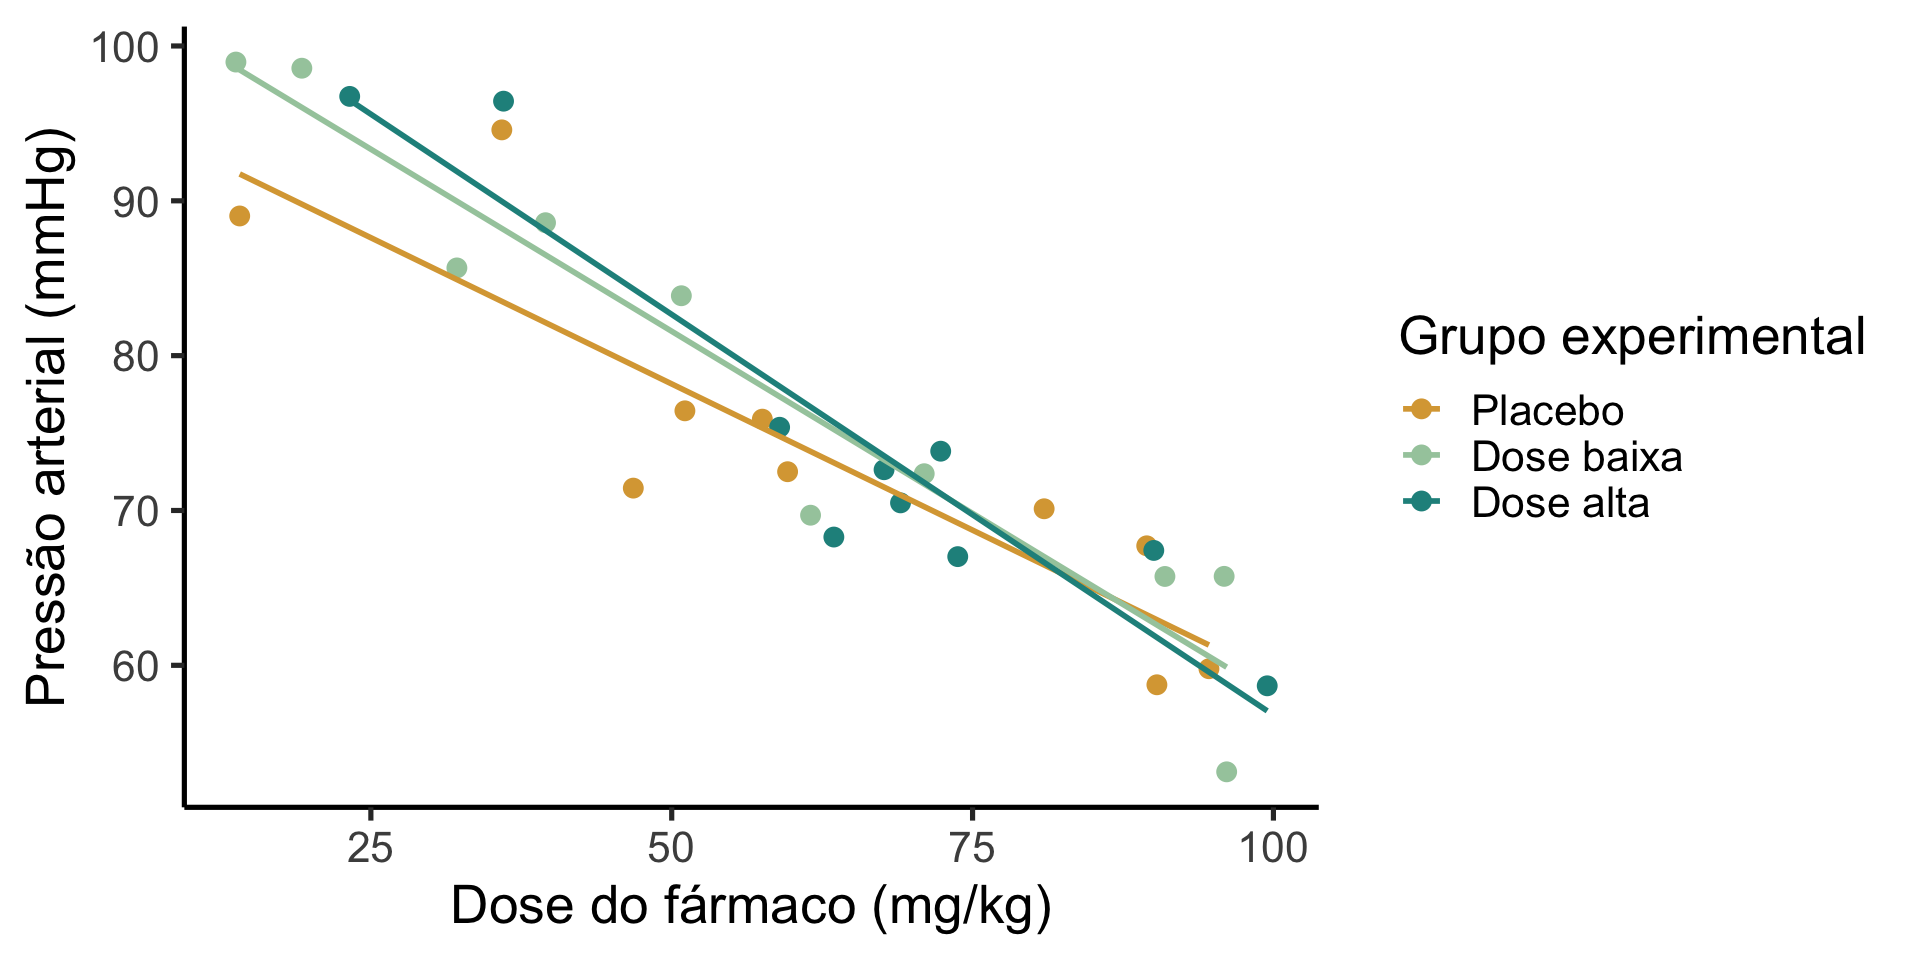 Pressão arterial (mmHg)
100
90
80
70
60
25
50
75
100
Dose do fármaco (mg/kg)
Grupo experimental
Placebo
Dose baixa
Dose alta